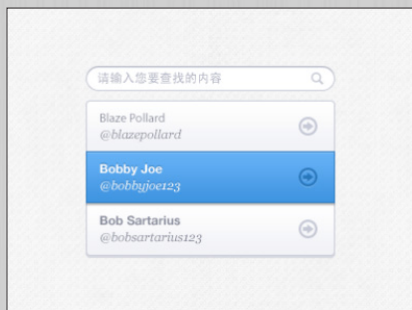 请输入您要查找的内容
Blaze Pollard
@blazepollard
Bobby Joe
@bobbyjoe123
Bob Sartarius
@bobsartarius123